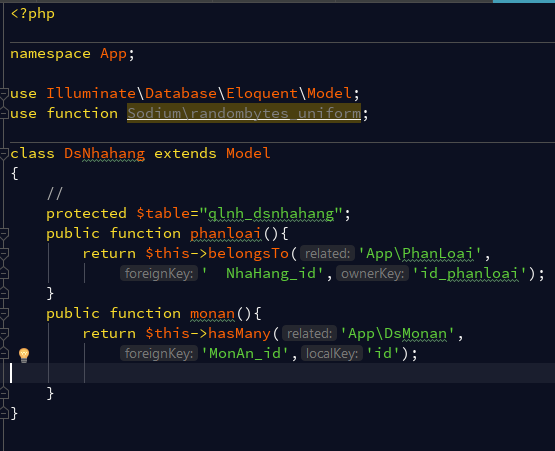 <?php
namespace App;
use Illuminate\Database\Eloquent\Model;
use function Sodium\randombytes_uniform;
class DsNhahang extends Model
{
//
protected $table="qlnh_dsnhahang";
public function phanloai(){
return $this->belongsTo( related: 'App\PhanLoai',
foreignKey: '  NhaHang_id', ownerKey: 'id_phanloai');
}
public function monan(){
return $this->hasMany( related: 'App\DsMonan',
foreignKey: 'MonAn_id', localKey: 'id');
}
}